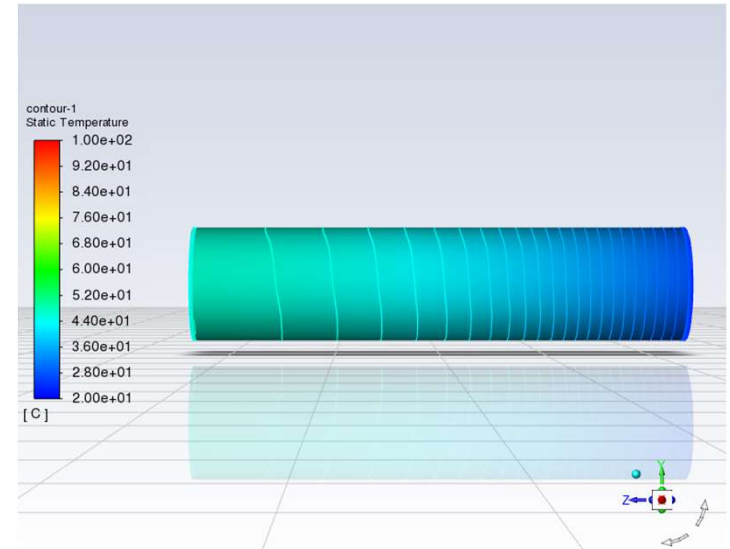 contour-1
Static Temperature
1.00e+02
9.20e+01
8.40e+01
7.60e+01
6.80e+01
6.00e+01
5.20e+01
4.40e+01
3.60e+01
2.80e+01
2.00e+01
[ C ]
Y
Z